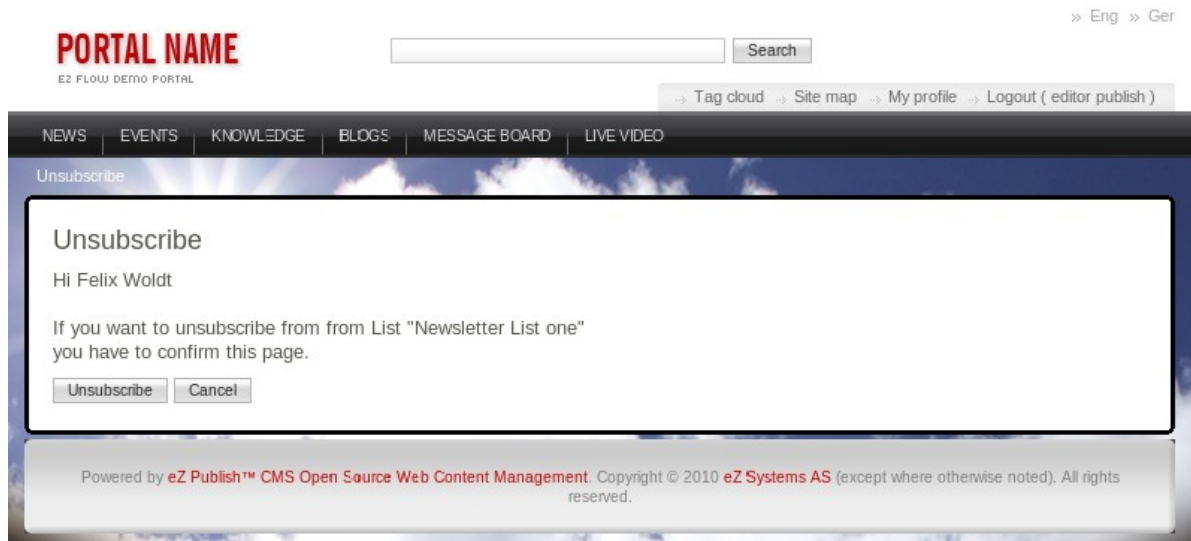 » Eng » Ger
PORTAL NAME
EZ FLOW DEMO PORTAL
Search
Tag cloud Site map My profile Logout ( editor publish )
NEWS EVENTS KNOWLEDGE BLOGS MESSAGE BOARD LIVE VIDEO
Unsubscribe
Unsubscribe
Hi Felix Woldt
If you want to unsubscribe from from List "Newsletter List one"
you have to confirm this page.
Unsubscribe Cancel
Powered by eZ Publish™ CMS Open Source Web Content Management. Copyright © 2010 eZ Systems AS (except where otherwise noted). All rights
reserved.